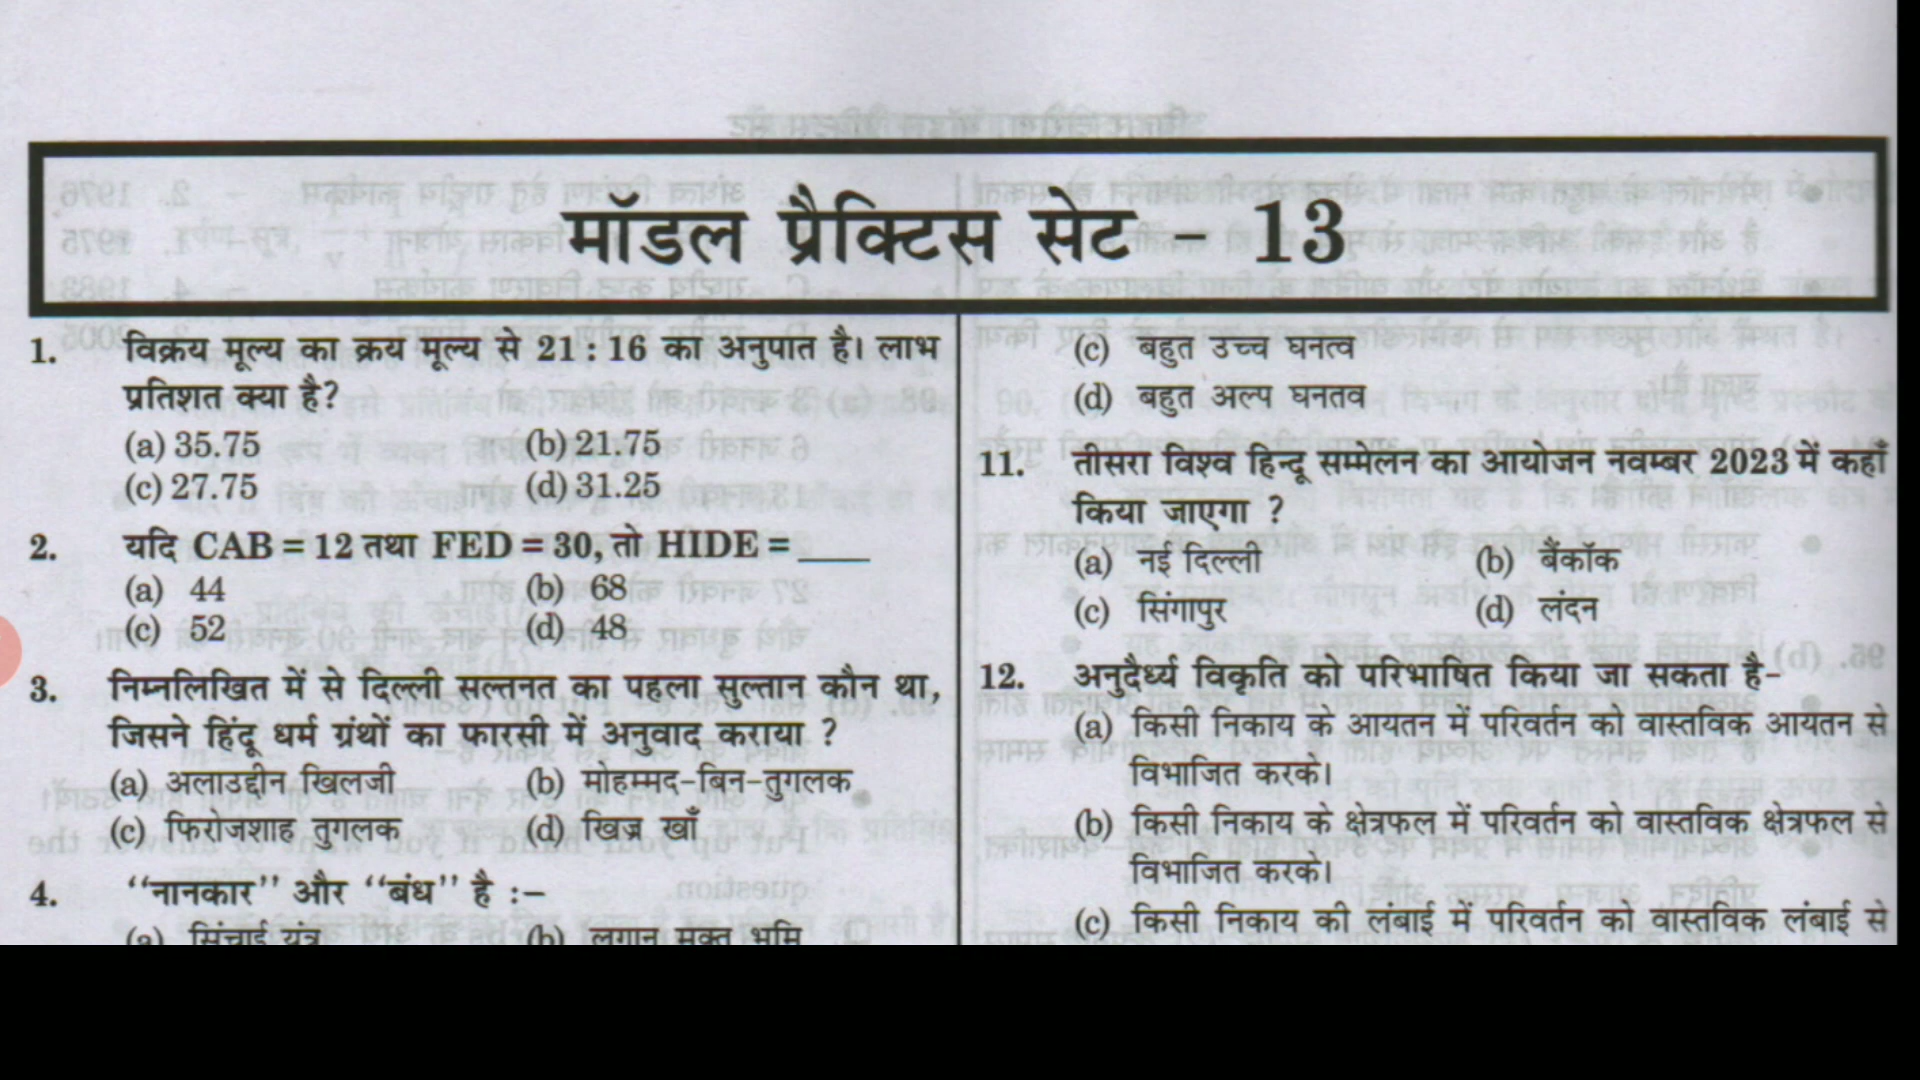 मॉडल प्रैक्टिस सेट – 13
1. विक्रय मूल्य का क्रय मूल्य से 21 : 16 का अनुपात है। लाभ
प्रतिशत क्या है?
(a) 35.75 (b) 21.75
(c) 27.75 (d) 31.25
2. यदि CAB = 12 तथा FED = 30, तो HIDE = ____
(a) 44 (b) 68
(c) 52 (d) 48
3. निम्नलिखित में से दिल्ली सल्तनत का पहला सुल्तान कौन था,
जिसने हिंदू धर्म ग्रंथों का फारसी में अनुवाद कराया ?
(a) अलाउद्दीन खिलजी (b) मोहम्मद-बिन-तुगलक
(c) फिरोजशाह तुगलक (d) खिज्र खाँ
4. ‘‘नानकार’’ और ‘‘बंध’’ है :–
(a) सिंचाई यंत्र (b) लगान मुक्त भूमि
(c) बहुत उच्च घनत्व
(d) बहुत अल्प घनतव
11. तीसरा विश्व हिन्दू सम्मेलन का आयोजन नवम्बर 2023 में कहाँ
किया जाएगा ?
(a) नई दिल्ली (b) बैंकॉक
(c) सिंगापुर (d) लंदन
12. अनुदैर्ध्य विकृति को परिभाषित किया जा सकता है-
(a) किसी निकाय के आयतन में परिवर्तन को वास्तविक आयतन से
विभाजित करके।
(b) किसी निकाय के क्षेत्रफल में परिवर्तन को वास्तविक क्षेत्रफल से
विभाजित करके।
(c) किसी निकाय की लंबाई में परिवर्तन को वास्तविक लंबाई से